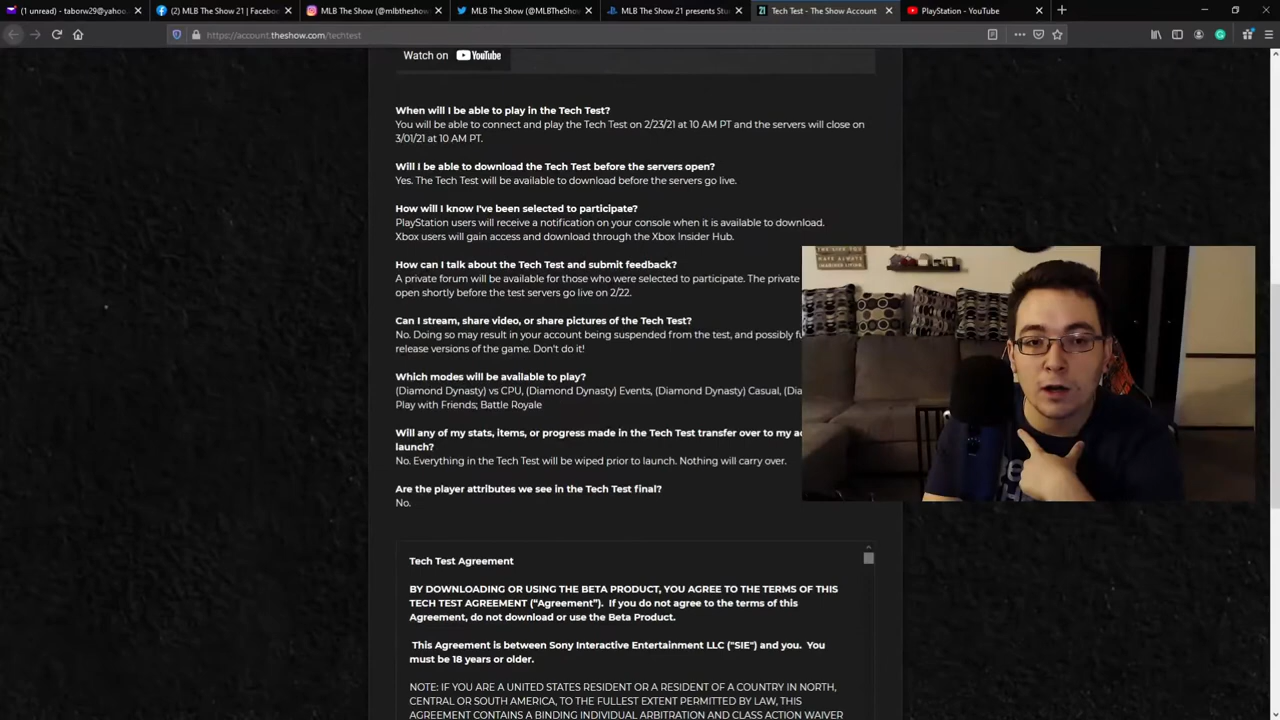 (1 unread) - taborw29@yahoo.
(2) MLB The Show 21 | Faceboo
MLB The Show (@mlbtheshow
MLB The Show (@MLBTheSho
MLB The Show 21 presents Stu
Tech Test - The Show Account
PlayStation - YouTube
https://account.theshow.com/techtest
Watch on YouTube
When will I be able to play in the Tech Test?
You will be able to connect and play the Tech Test on 2/23/21 at 10 AM PT and the servers will close on
3/01/21 at 10 AM PT.
Will I be able to download the Tech Test before the servers open?
Yes. The Tech Test will be available to download before the servers go live.
How will I know I've been selected to participate?
PlayStation users will receive a notification on your console when it is available to download.
Xbox users will gain access and download through the Xbox Insider Hub.
How can I talk about the Tech Test and submit feedback?
A private forum will be available for those who were selected to participate. The private
open shortly before the test servers go live on 2/22.
Can I stream, share video, or share pictures of the Tech Test?
No. Doing so may result in your account being suspended from the test, and possibly fu
release versions of the game. Don't do it!
Which modes will be available to play?
(Diamond Dynasty) vs CPU, (Diamond Dynasty) Events, (Diamond Dynasty) Casual, (Dia
Play with Friends; Battle Royale
Will any of my stats, items, or progress made in the Tech Test transfer over to my ac
launch?
No. Everything in the Tech Test will be wiped prior to launch. Nothing will carry over.
Are the player attributes we see in the Tech Test final?
No.
Tech Test Agreement
BY DOWNLOADING OR USING THE BETA PRODUCT, YOU AGREE TO THE TERMS OF THIS
TECH TEST AGREEMENT ("Agreement"). If you do not agree to the terms of this
Agreement, do not download or use the Beta Product.
This Agreement is between Sony Interactive Entertainment LLC ("SIE") and you. You
must be 18 years or older.
NOTE: IF YOU ARE A UNITED STATES RESIDENT OR A RESIDENT OF A COUNTRY IN NORTH,
CENTRAL OR SOUTH AMERICA, TO THE FULLEST EXTENT PERMITTED BY LAW, THIS
AGREEMENT CONTAINS A BINDING INDIVIDUAL ARBITRATION AND CLASS ACTION WAIVER